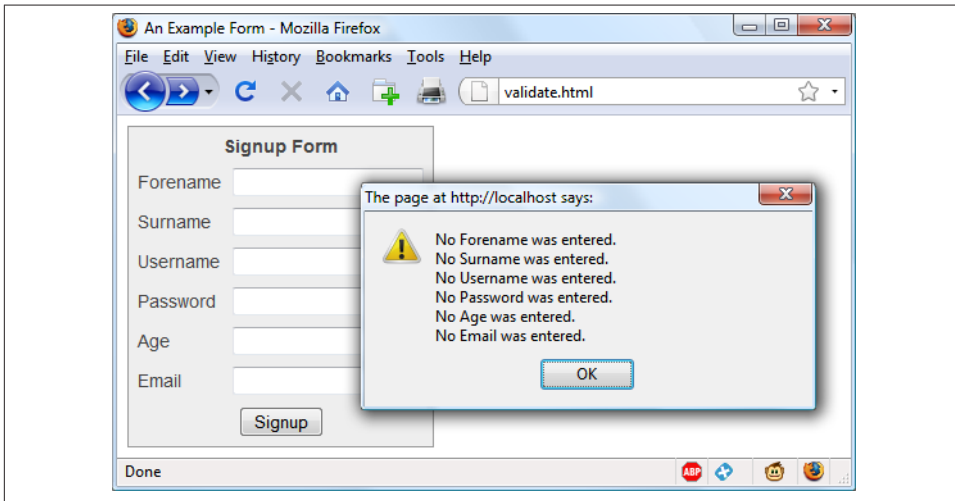 An Example Form - Mozilla Firefox
File Edit View History Bookmarks Tools Help
validate.html
Signup Form
Forename
Surname
Username
Password
Age
Email
Signup
The page at http://localhost says:
No Forename was entered.
No Surname was entered.
No Username was entered.
No Password was entered.
No Age was entered.
No Email was entered.
OK
Done
ABP